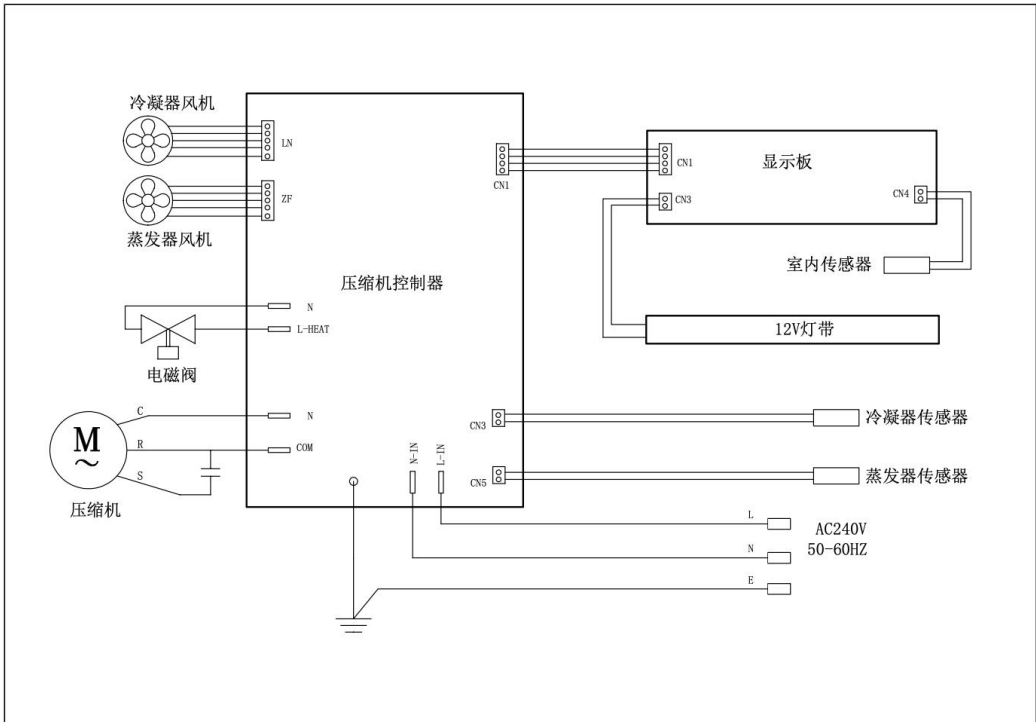 冷凝器风机
LN
ZF
蒸发器风机
CN1
CN1
显示板
CN3
CN4
室内传感器
压缩机控制器
N
L-HEAT
电磁阀
12V灯带
C
N
R
COM
S
M
~
压缩机
CN3
冷凝器传感器
N-IN
L-IN
CN5
蒸发器传感器
L
AC240V
N
50-60HZ
E